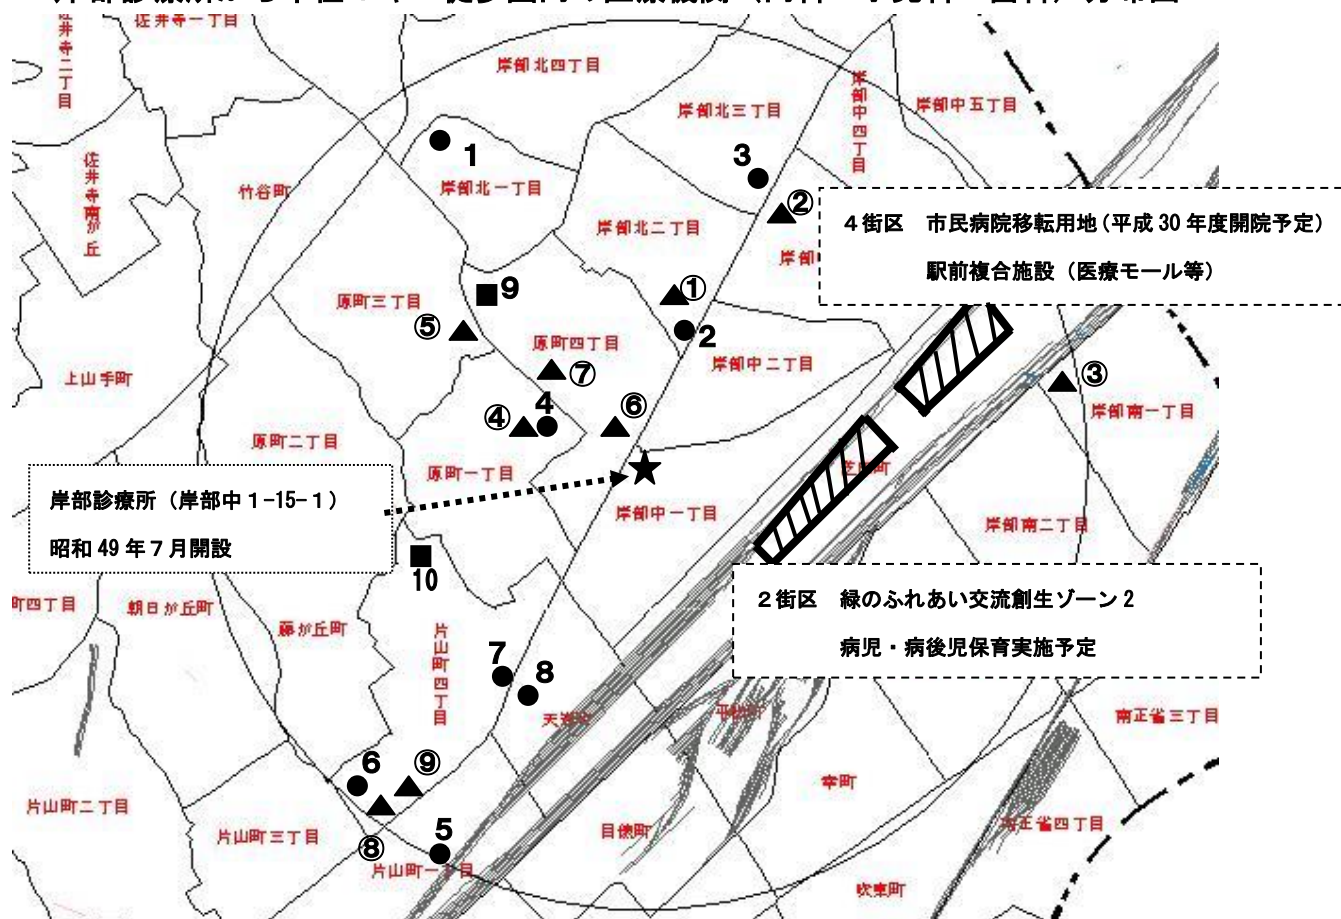 佐井寺一丁目
佐井寺二丁目
岸部北四丁目
岸部北三丁目
岸部中四丁目
岸部中五丁目
佐井寺南が丘
竹谷町
1
岸部北一丁目
3
②
岸部北二丁目
4街区 市民病院移転用地(平成30年度開院予定)
駅前複合施設(医療モール等)
原町三丁目
9
⑤
①
2
原町四丁目
⑦
岸部中二丁目
③
岸部南一丁目
上山手町
④
4
⑥
原町二丁目
原町一丁目
岸部診療所(岸部中1-15-1)
昭和49年7月開設
岸部中一丁目
岸部南二丁目
10
2街区 緑のふれあい交流創生ゾーン2
病児・病後児保育実施予定
町四丁目
朝日が丘町
藤が丘町
片山町四丁目
7
8
南正雀三丁目
6
⑨
⑧
5
片山町二丁目
片山町三丁目
片山町一丁目
目俵町
幸町
南正雀四丁目
吹東町